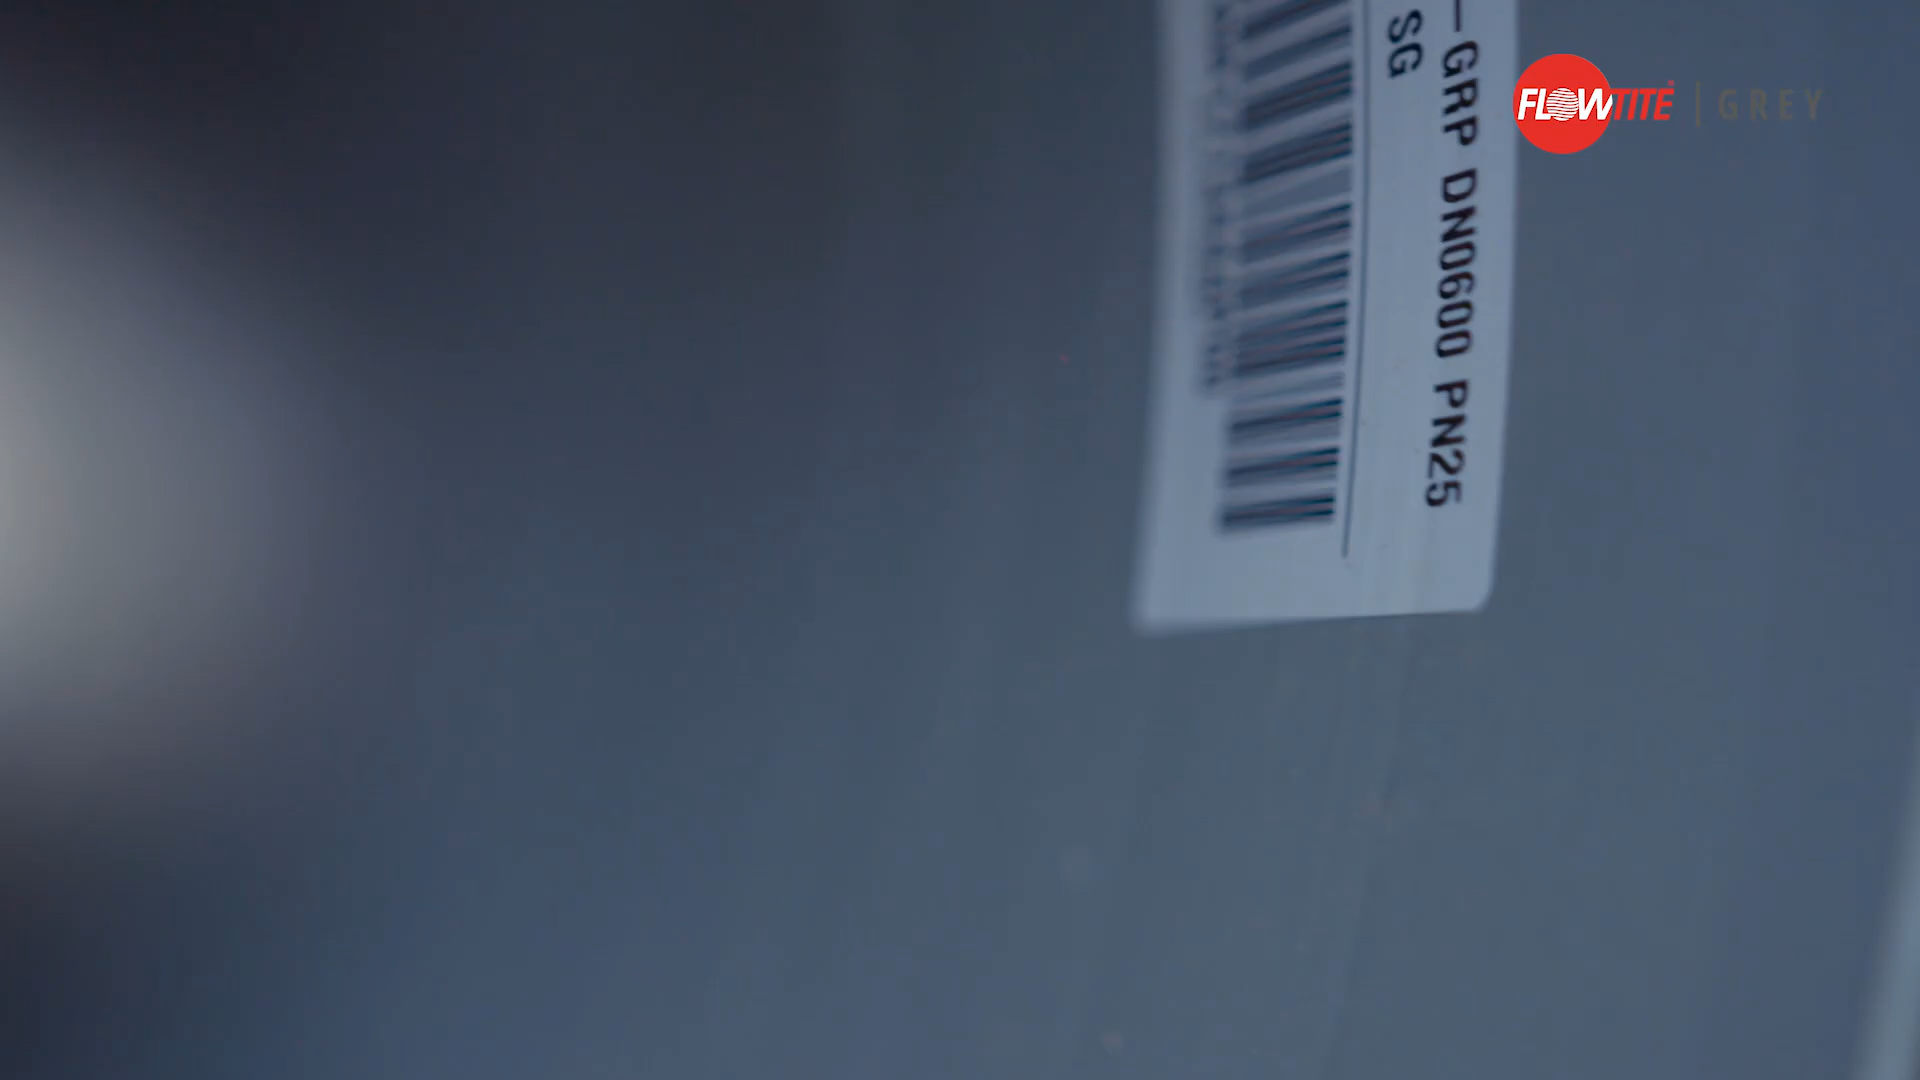 —GRP DN0600 PN25
SG
FLOWTITE | GREY